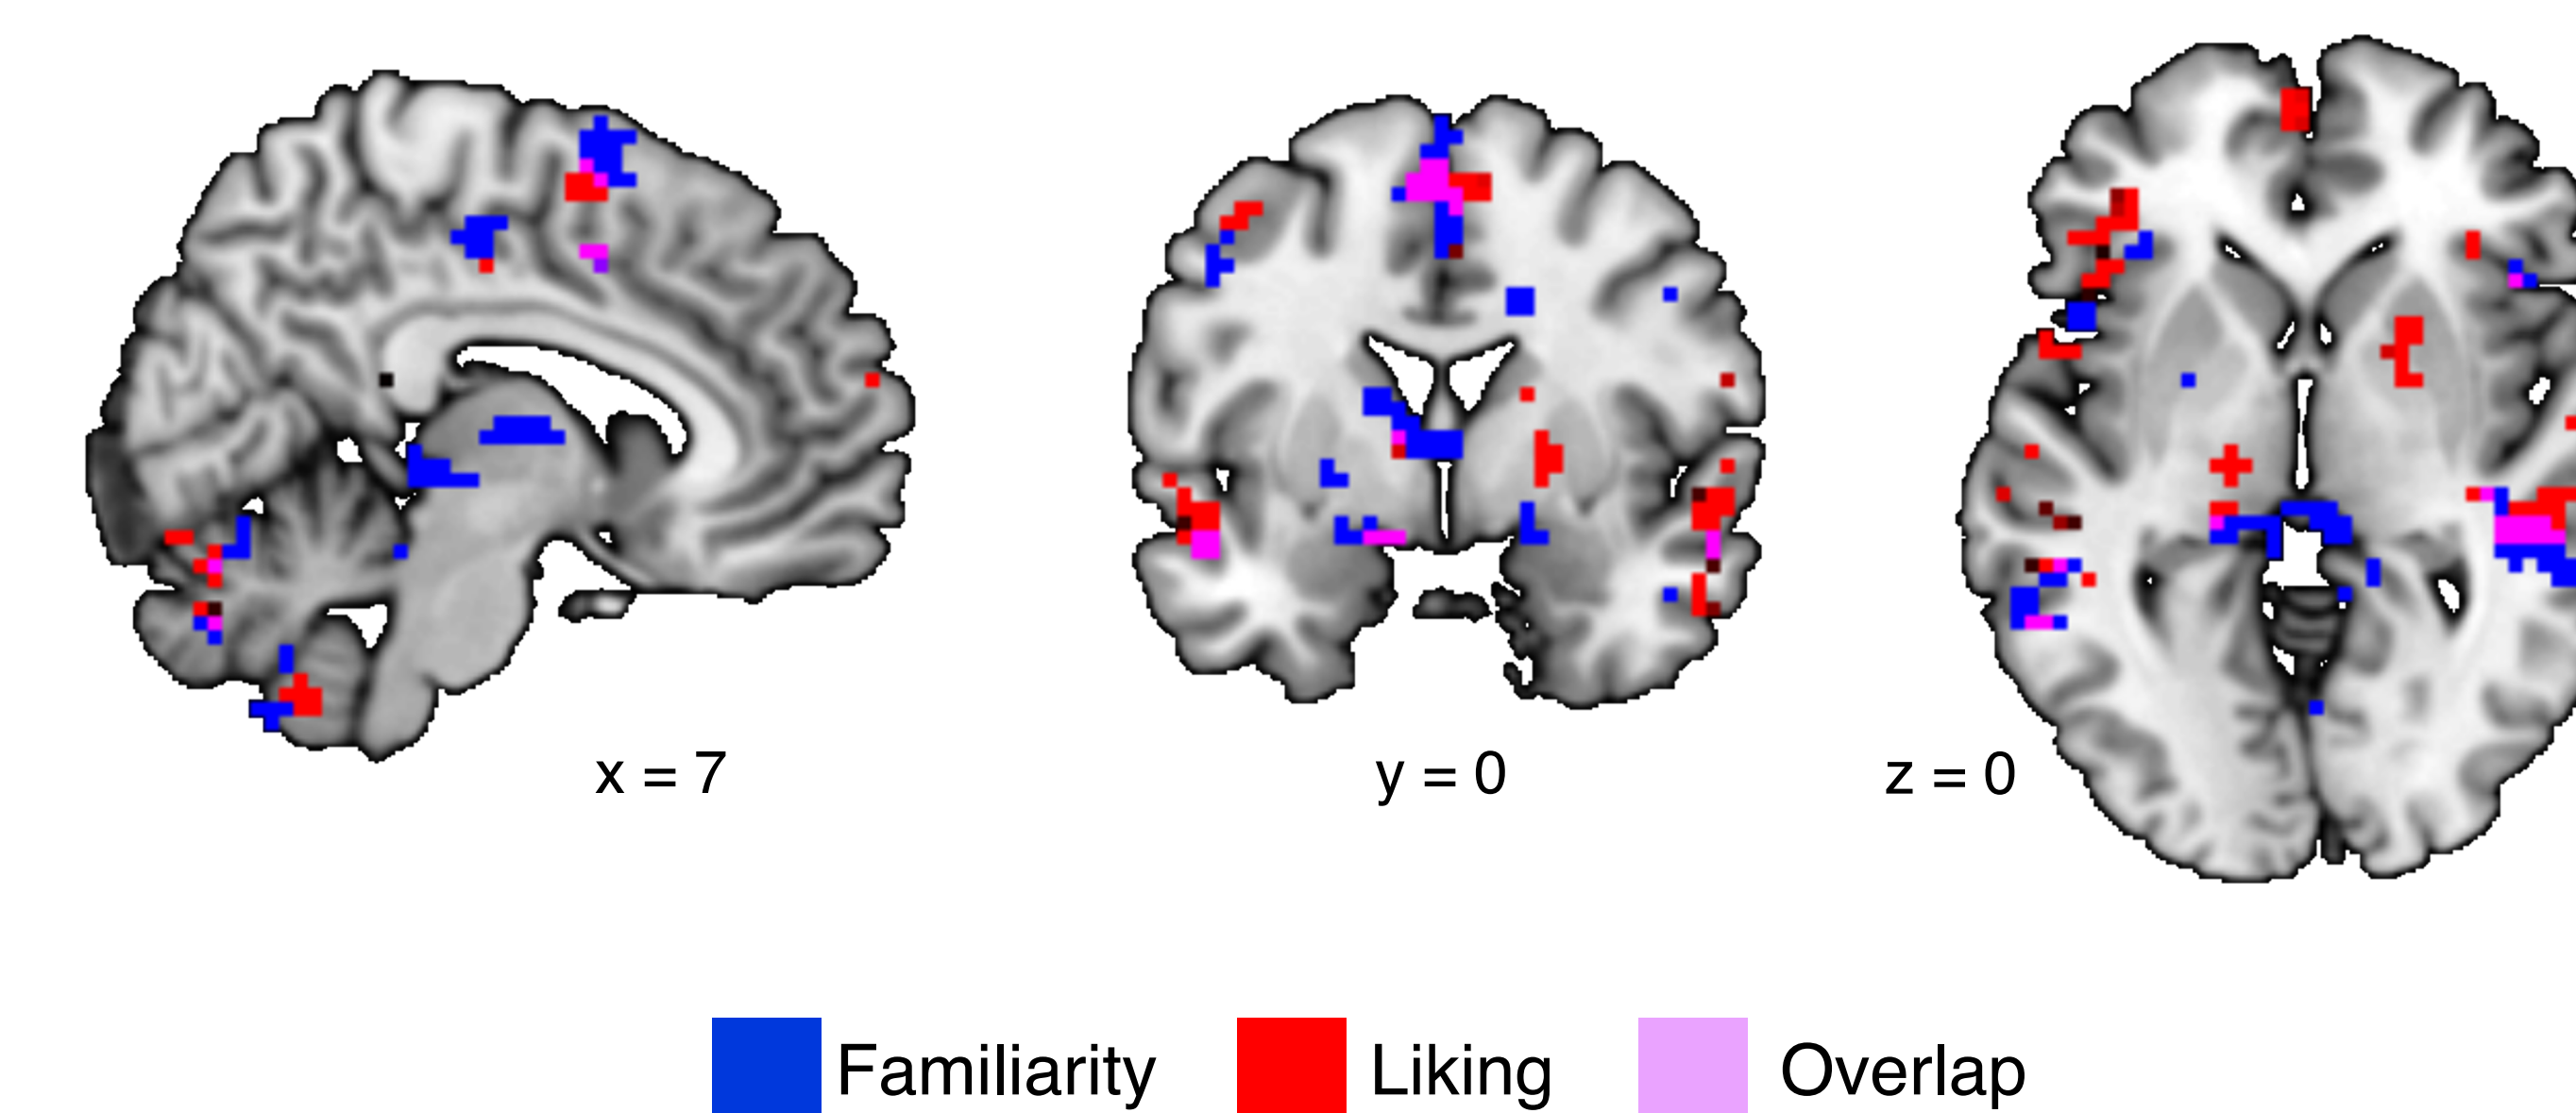 x = 7
y = 0
z = 0
Familiarity
Liking
Overlap